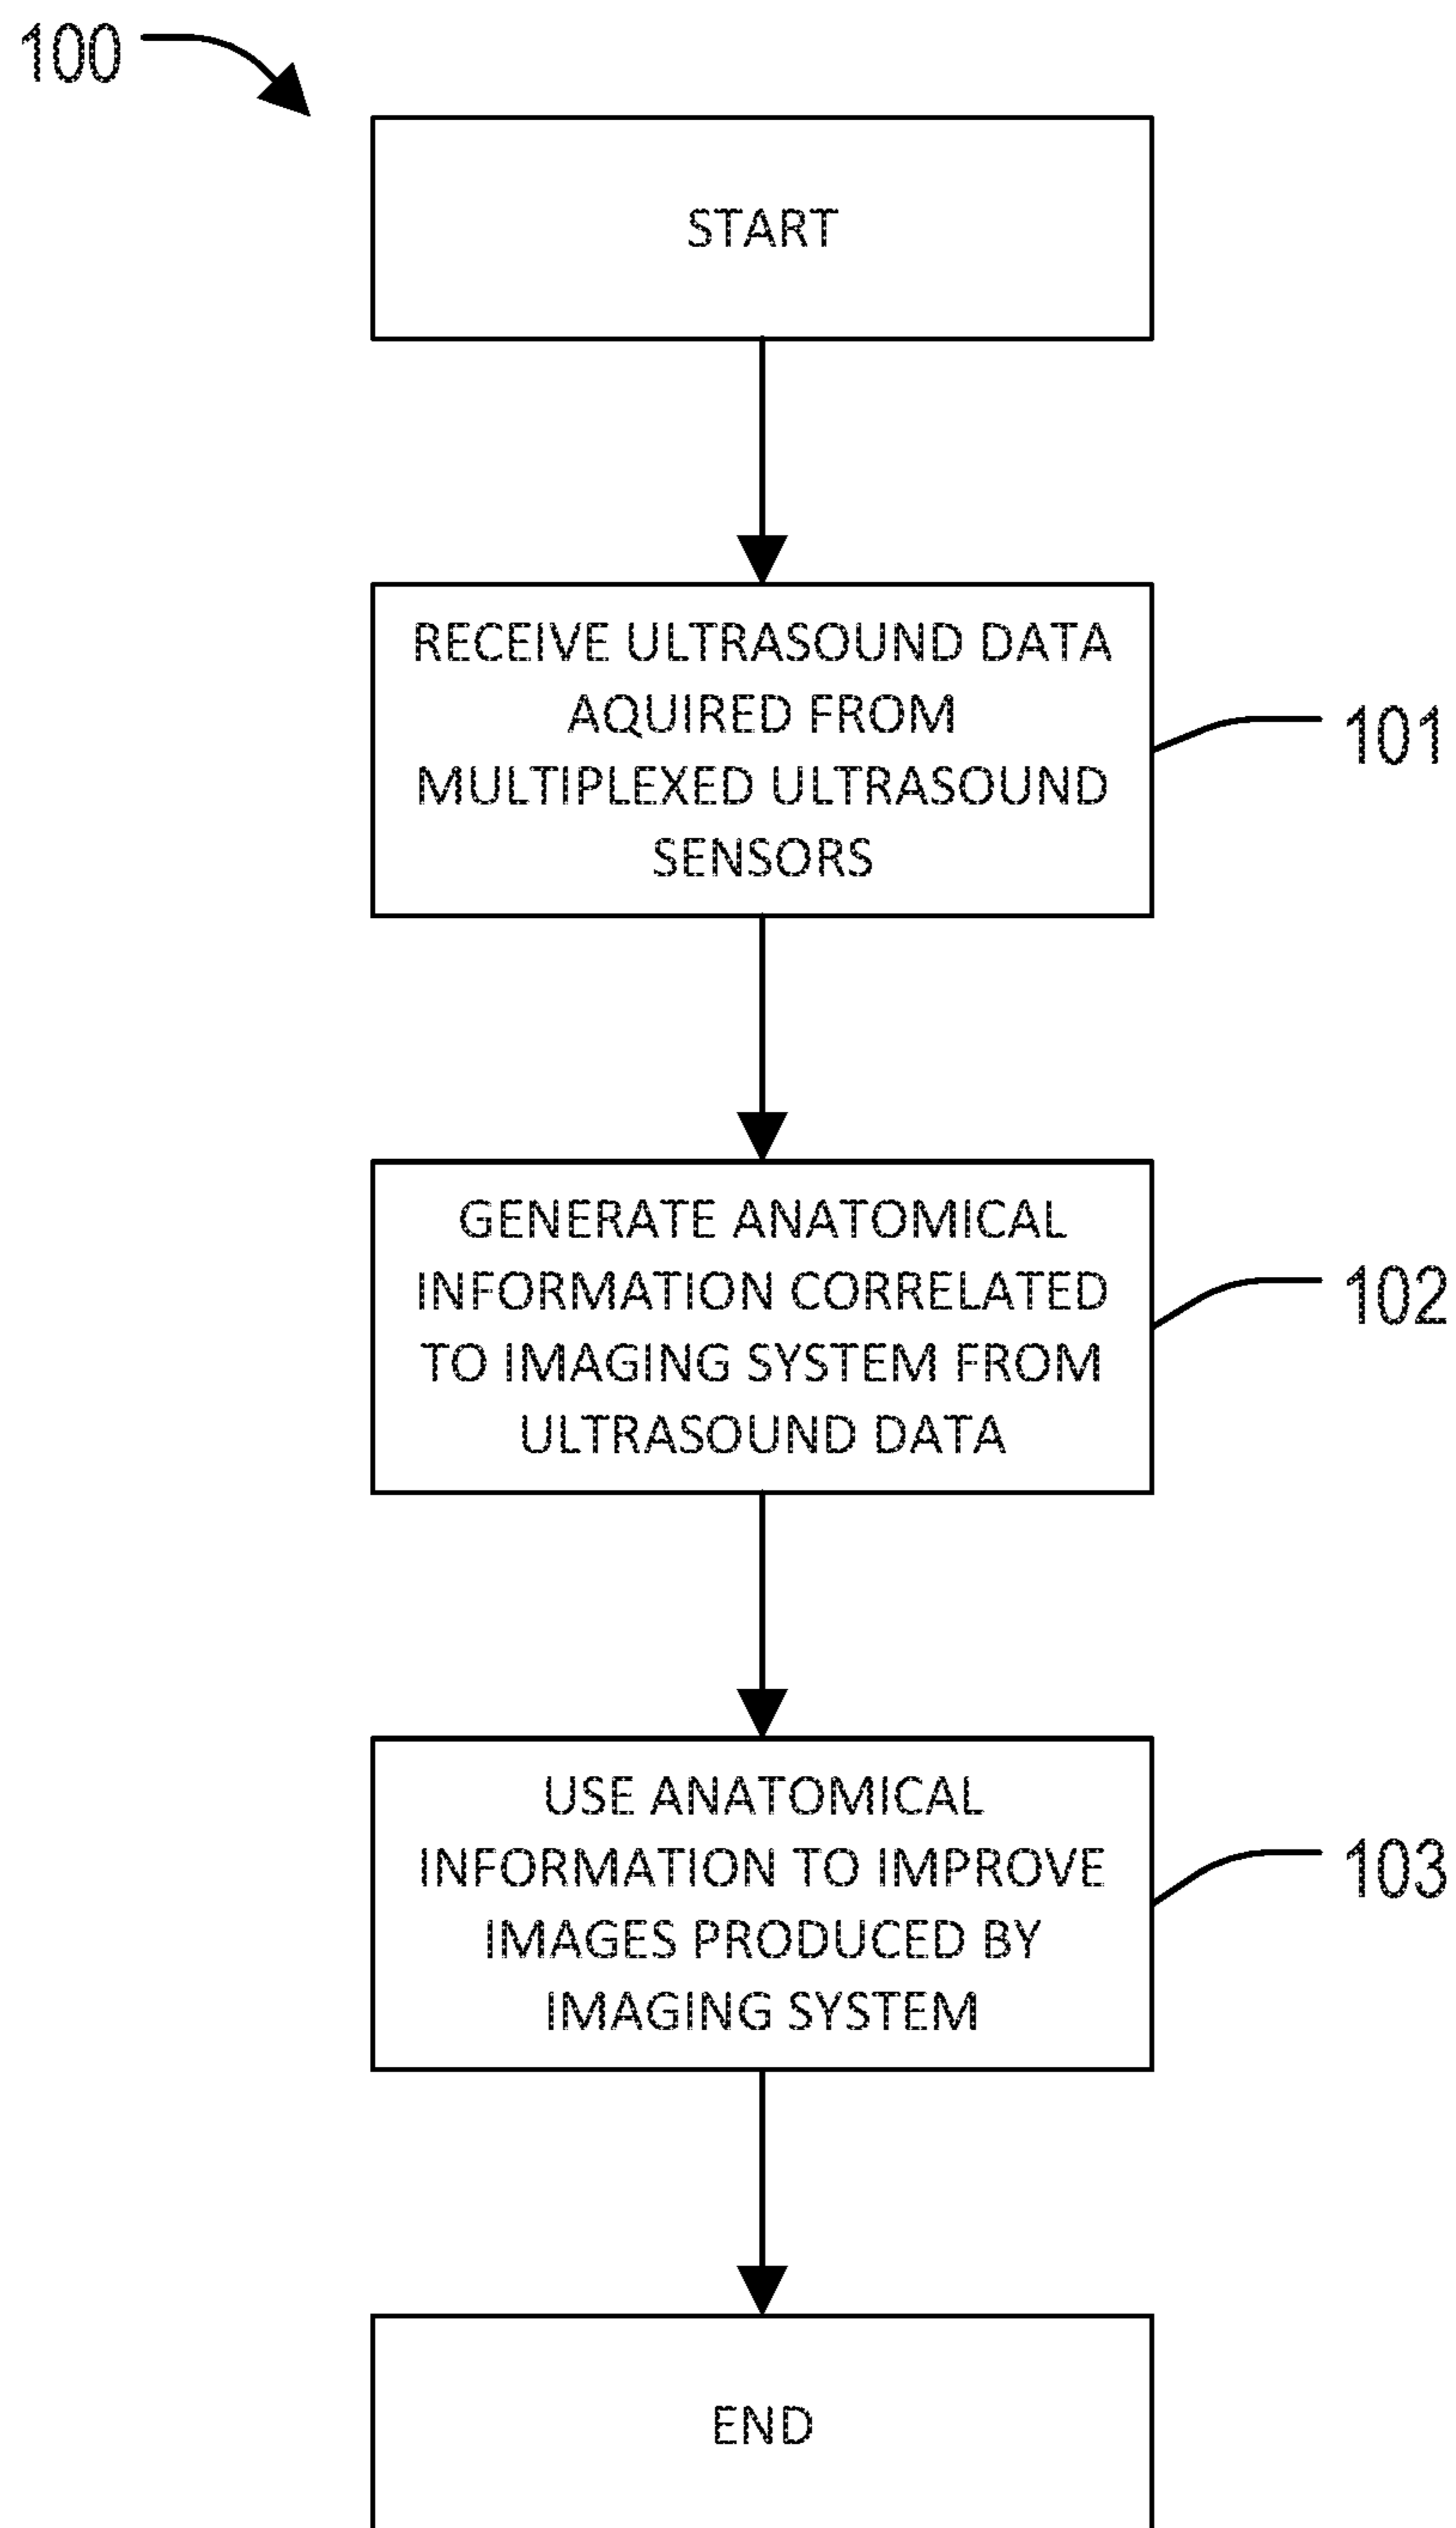 100
START
RECEIVE ULTRASOUND DATA
AQUIRED FROM
MULTIPLEXED ULTRASOUND
SENSORS
101
GENERATE ANATOMICAL
INFORMATION CORRELATED
TO IMAGING SYSTEM FROM
ULTRASOUND DATA
102
USE ANATOMICAL
INFORMATION TO IMPROVE
IMAGES PRODUCED BY
IMAGING SYSTEM
103
END